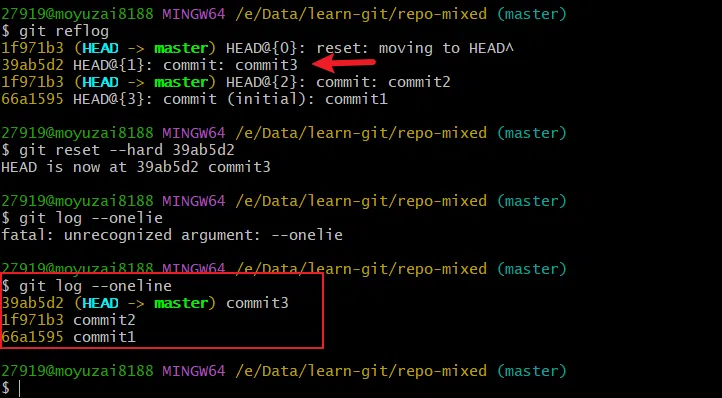 27919@moyuzai8188 MINGW64 /e/Data/learn-git/repo-mixed (master)
$ git reflog
1f971b3 (HEAD -> master) HEAD@{0}: reset: moving to HEAD^
39ab5d2 HEAD@{1}: commit: commit3
1f971b3 (HEAD -> master) HEAD@{2}: commit: commit2
66a1595 HEAD@{3}: commit (initial): commit1
27919@moyuzai8188 MINGW64 /e/Data/learn-git/repo-mixed (master)
$ git reset --hard 39ab5d2
HEAD is now at 39ab5d2 commit3
27919@moyuzai8188 MINGW64 /e/Data/learn-git/repo-mixed (master)
$ git log --onelie
fatal: unrecognized argument: --onelie
27919@moyuzai8188 MINGW64 /e/Data/learn-git/repo-mixed (master)
$ git log --oneline
39ab5d2 (HEAD -> master) commit3
1f971b3 commit2
66a1595 commit1
27919@moyuzai8188 MINGW64 /e/Data/learn-git/repo-mixed (master)
$